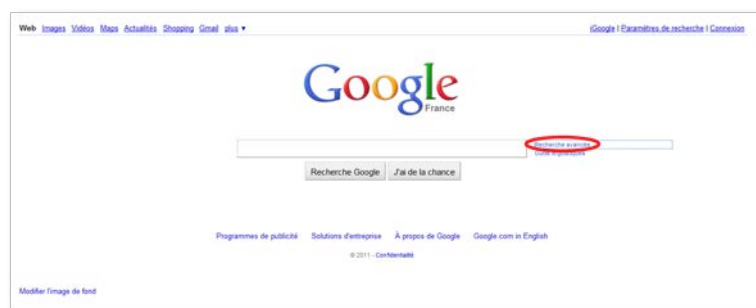 Web Images Vidéos Maps Actualités Shopping Gmail plus ▼
iGoogle | Paramètres de recherche | Connexion
Google
France
Recherche avancée
Outils linguistiques
Recherche Google
J'ai de la chance
Programmes de publicité Solutions d'entreprise À propos de Google Google.com in English
© 2011 - Confidentialité
Modifier l'image de fond